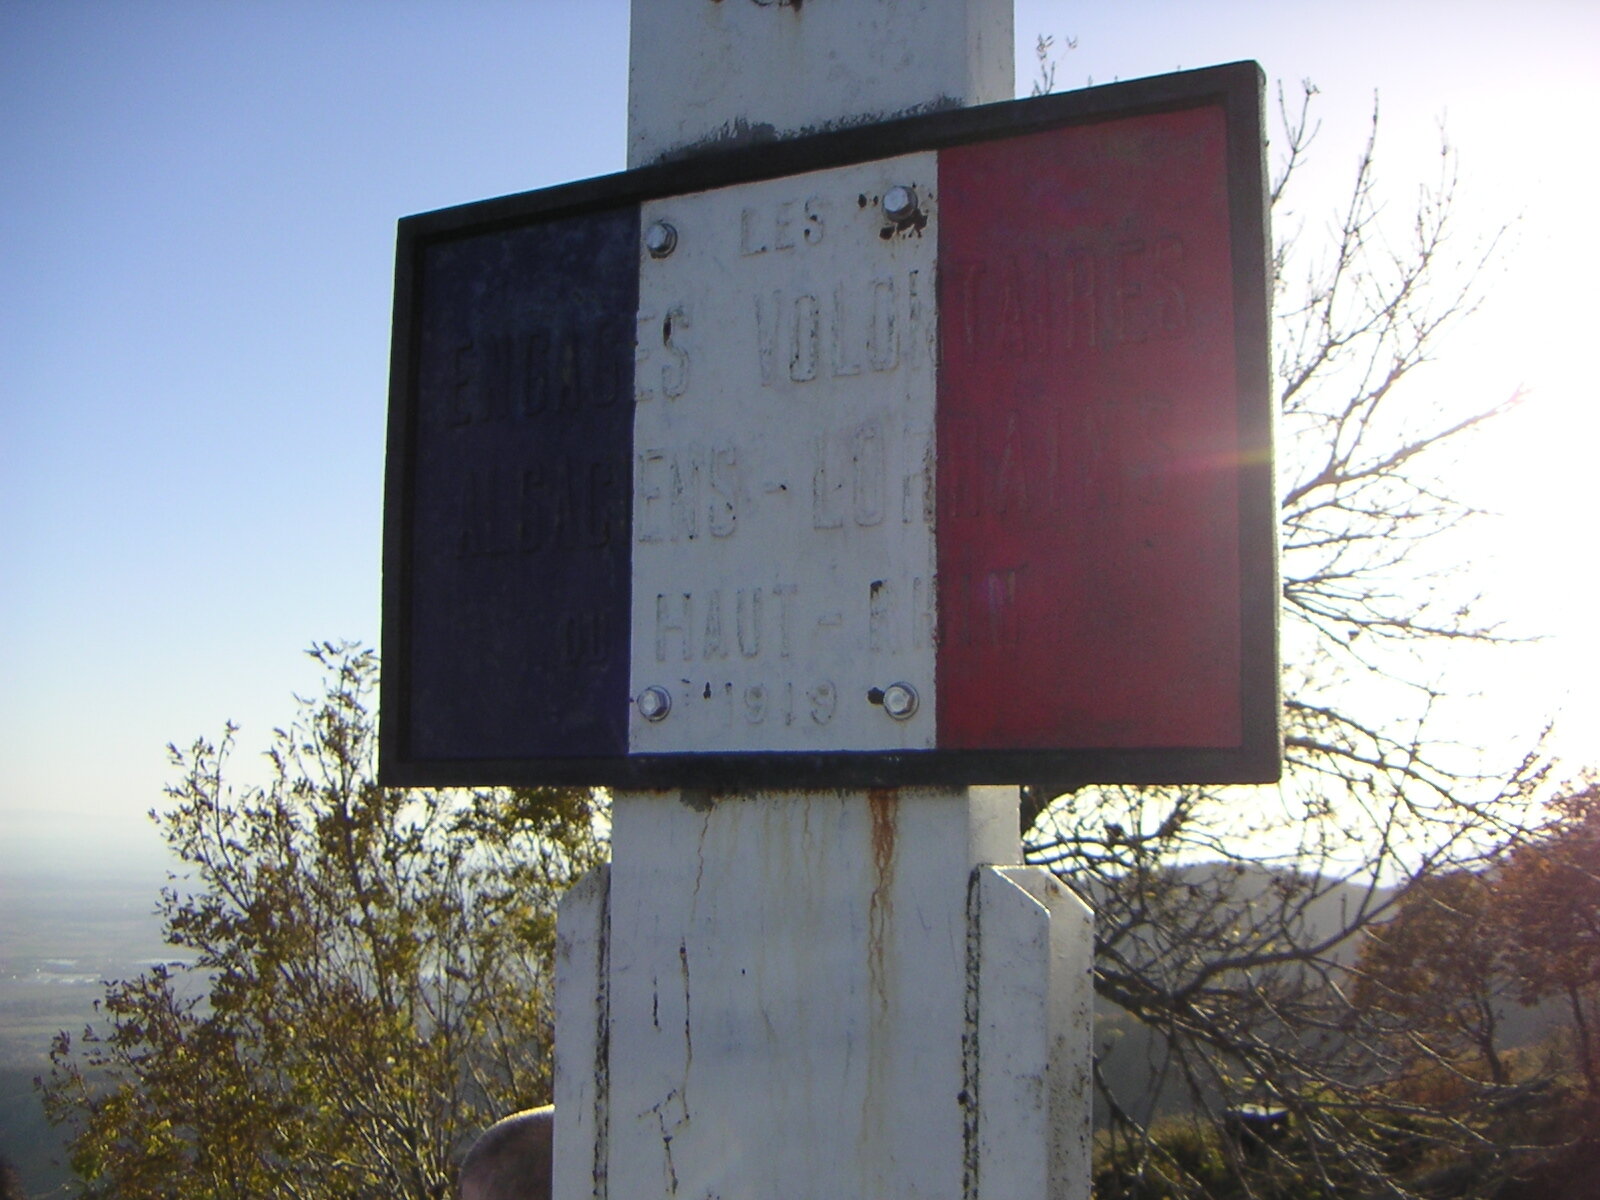 LES
ENGAGES VOLONTAIRES
ALSACIENS-LORRAINS
DU HAUT-RHIN
1919